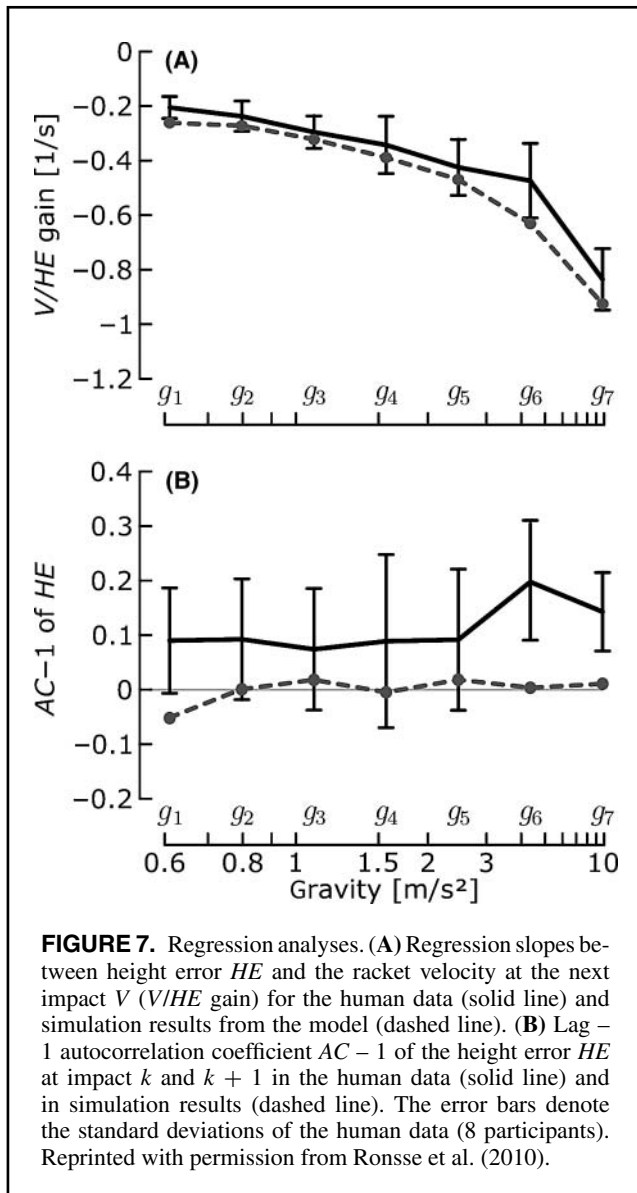 (A)
0
−0.2
−0.4
−0.6
−0.8
−1
−1.2
V/HE gain [1/s]
g1 g2 g3 g4 g5 g6 g7
(B)
0.4
0.3
0.2
0.1
0
−0.1
−0.2
AC−1 of HE
g1 g2 g3 g4 g5 g6 g7
0.6 0.8 1 1.5 2 3 10
Gravity [m/s²]
FIGURE 7. Regression analyses. (A) Regression slopes be-
tween height error HE and the racket velocity at the next
impact V (V/HE gain) for the human data (solid line) and
simulation results from the model (dashed line). (B) Lag –
1 autocorrelation coefficient AC – 1 of the height error HE
at impact k and k + 1 in the human data (solid line) and
in simulation results (dashed line). The error bars denote
the standard deviations of the human data (8 participants).
Reprinted with permission from Ronsse et al. (2010).